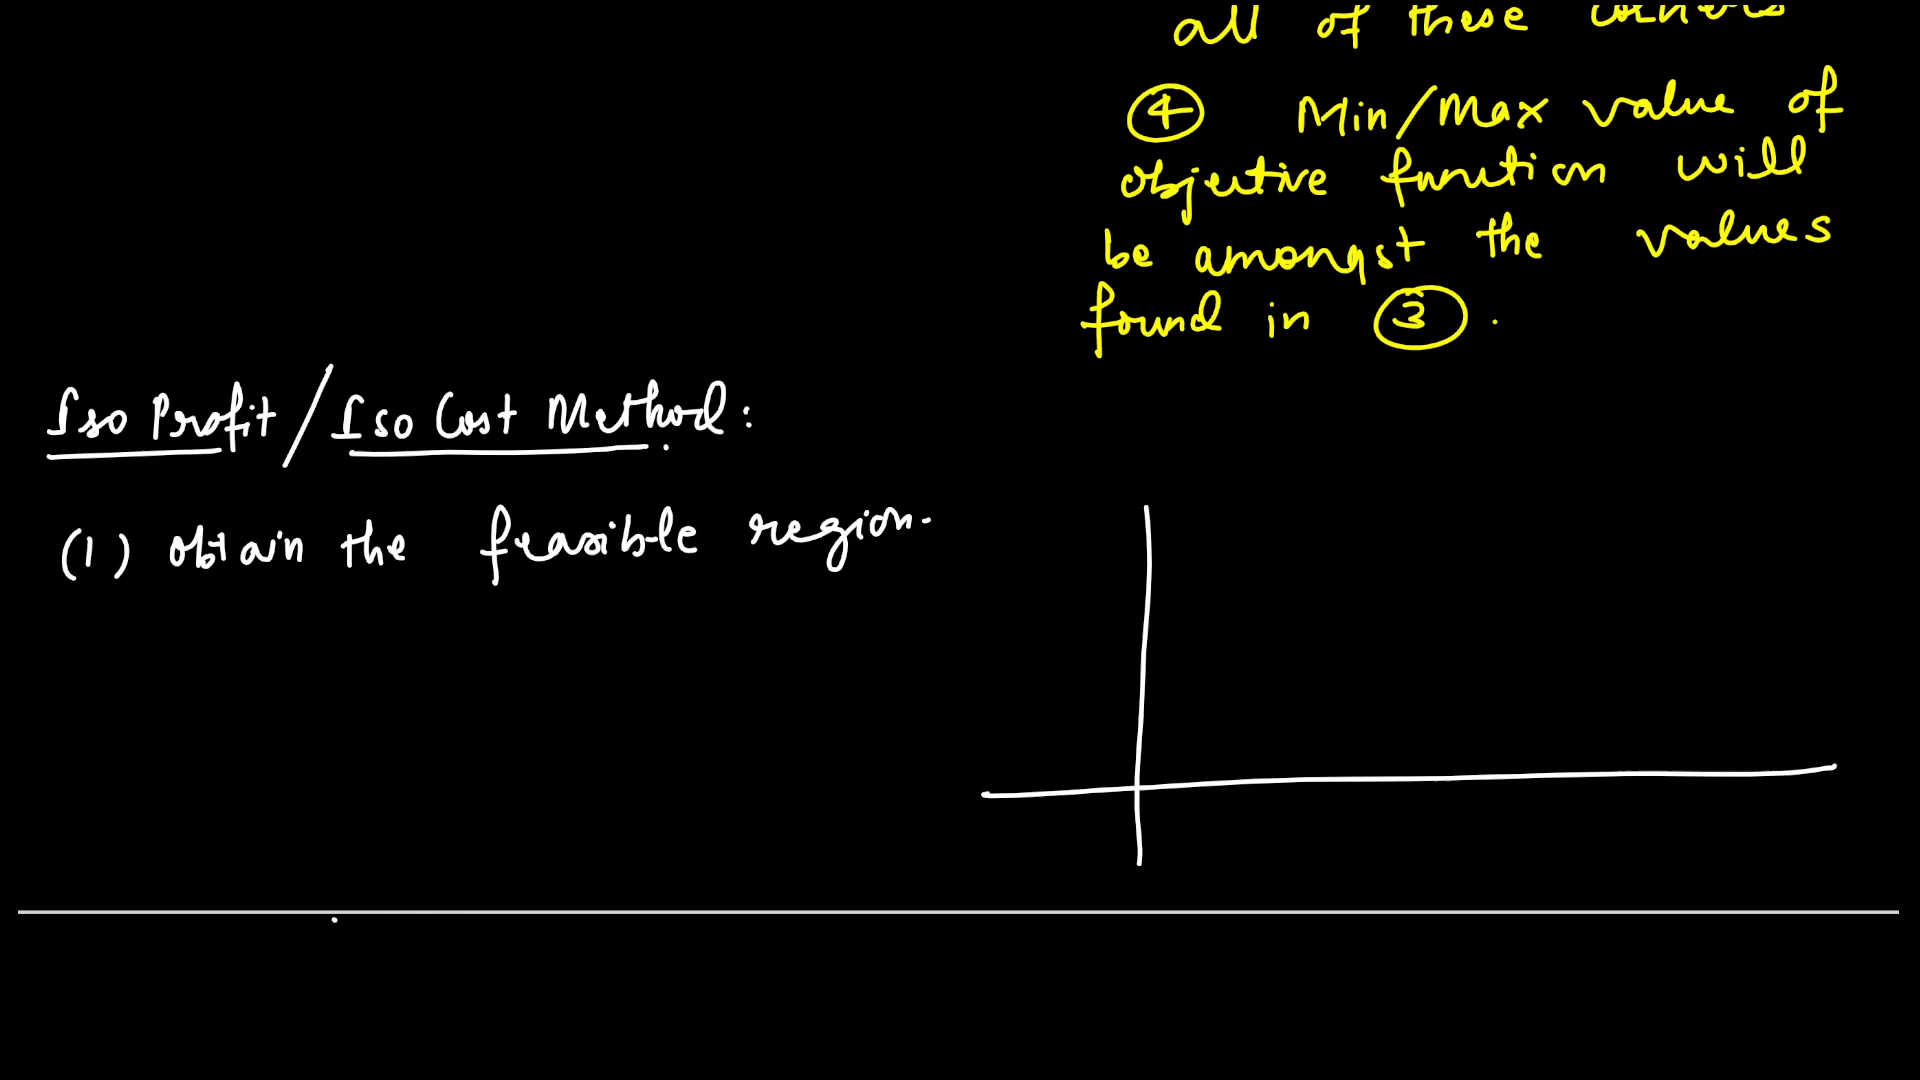 all of these corners
④ Min/Max value of
objective function will
be amongst the values
found in ③.
Iso Profit/Iso Cost Method:
(1) obtain the feasible region.